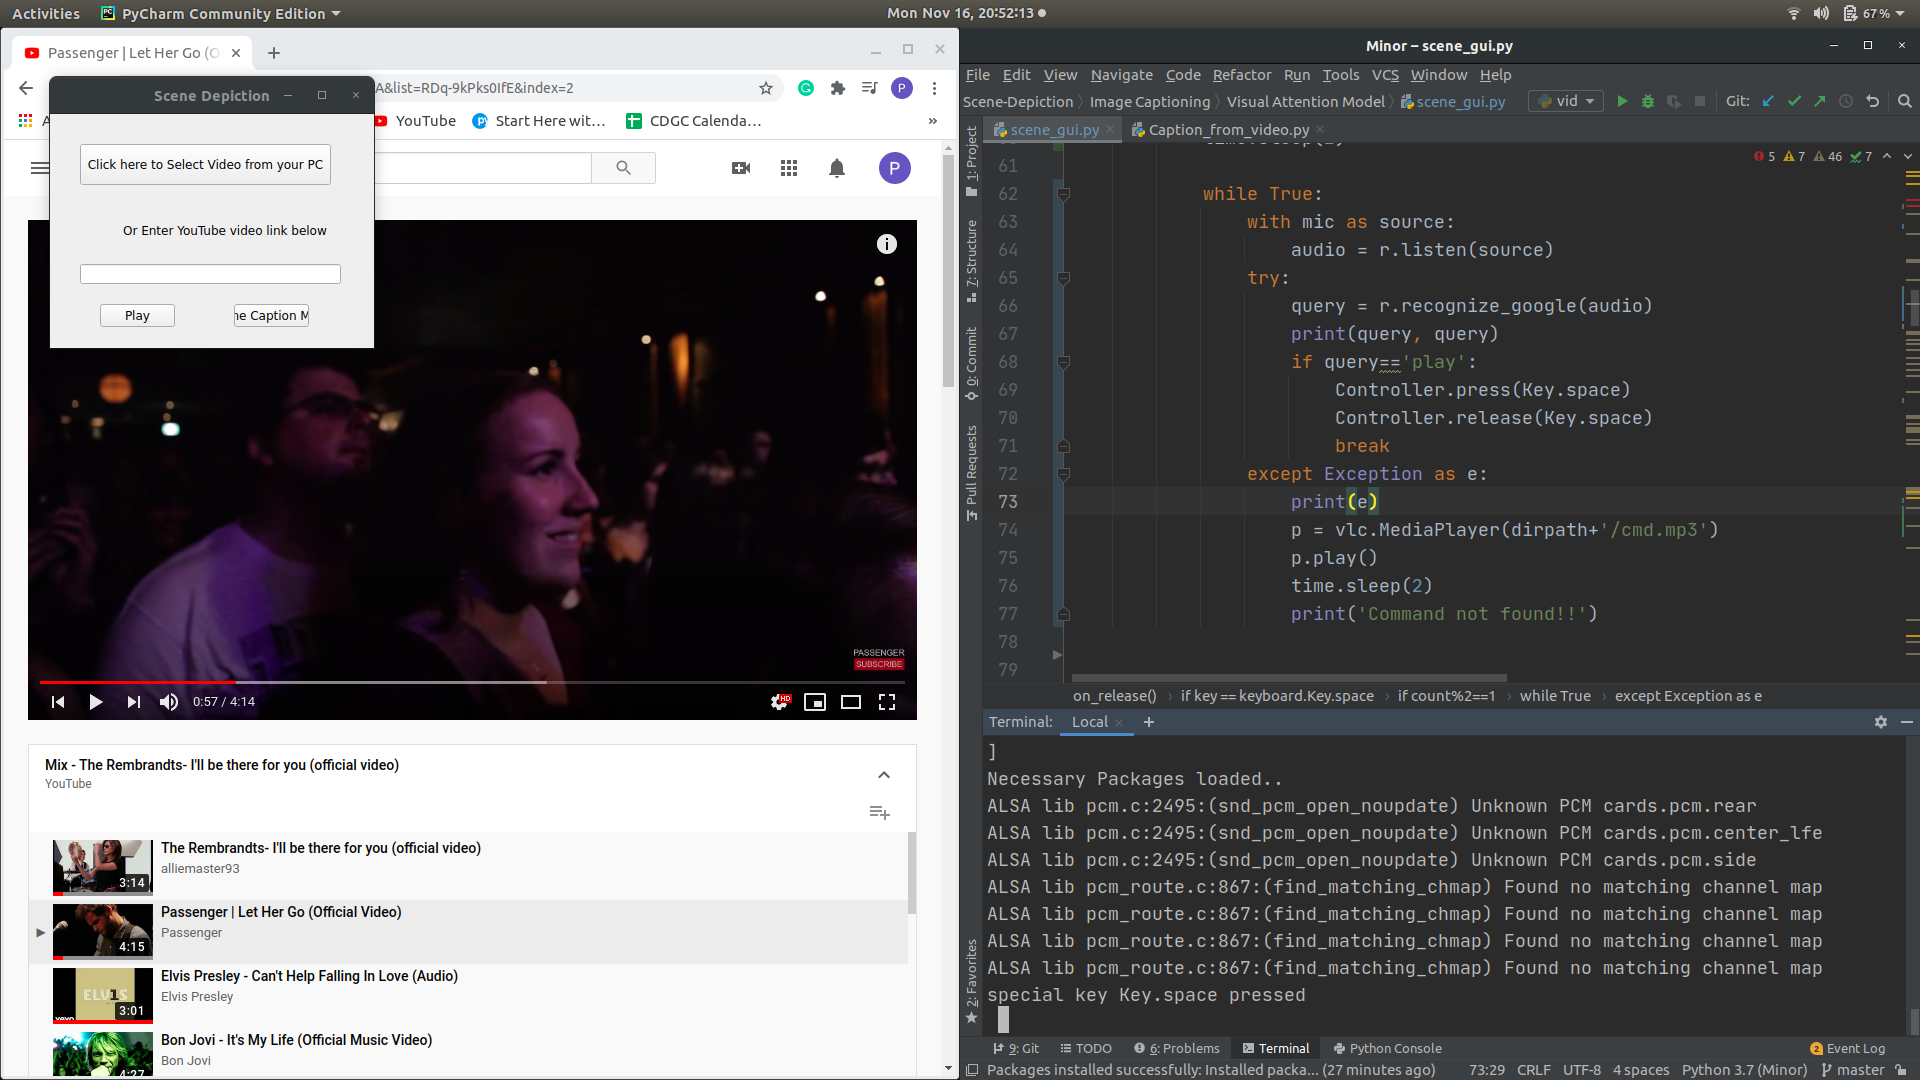 Activities
PyCharm Community Edition
Mon Nov 16, 20:52:13
67 %
Passenger | Let Her Go (O
A&list=RDq-9kPks0IfE&index=2
P
YouTube
Start Here wit...
CDGC Calenda...
»
Scene Depiction
Click here to Select Video from your PC
Or Enter YouTube video link below
Play
ne Caption M
P
PASSENGER
SUBSCRIBE
0:57 / 4:14
HD
Mix - The Rembrandts- I'll be there for you (official video)
YouTube
The Rembrandts- I'll be there for you (official video)
alliemaster93
3:14
Passenger | Let Her Go (Official Video)
Passenger
4:15
Elvis Presley - Can't Help Falling In Love (Audio)
Elvis Presley
ELVIS
3:01
Bon Jovi - It's My Life (Official Music Video)
Bon Jovi
4:27
Minor – scene_gui.py
File Edit View Navigate Code Refactor Run Tools VCS Window Help
Scene-Depiction Image Captioning Visual Attention Model scene_gui.py
vid
Git:
scene_gui.py
Caption_from_video.py
5 7 46 7
1: Project
7: Structure
0: Commit
Pull Requests
2: Favorites
61
62 while True:
63 with mic as source:
64 audio = r.listen(source)
65 try:
66 query = r.recognize_google(audio)
67 print(query, query)
68 if query=='play':
69 Controller.press(Key.space)
70 Controller.release(Key.space)
71 break
72 except Exception as e:
73 print(e)
74 p = vlc.MediaPlayer(dirpath+'/cmd.mp3')
75 p.play()
76 time.sleep(2)
77 print('Command not found!!')
78
79
on_release() if key == keyboard.Key.space if count%2==1 while True except Exception as e
Terminal: Local
]
Necessary Packages loaded..
ALSA lib pcm.c:2495:(snd_pcm_open_noupdate) Unknown PCM cards.pcm.rear
ALSA lib pcm.c:2495:(snd_pcm_open_noupdate) Unknown PCM cards.pcm.center_lfe
ALSA lib pcm.c:2495:(snd_pcm_open_noupdate) Unknown PCM cards.pcm.side
ALSA lib pcm_route.c:867:(find_matching_chmap) Found no matching channel map
ALSA lib pcm_route.c:867:(find_matching_chmap) Found no matching channel map
ALSA lib pcm_route.c:867:(find_matching_chmap) Found no matching channel map
ALSA lib pcm_route.c:867:(find_matching_chmap) Found no matching channel map
special key Key.space pressed
9: Git TODO 6: Problems Terminal Python Console
2 Event Log
Packages installed successfully: Installed packa... (27 minutes ago)
73:29 CRLF UTF-8 4 spaces Python 3.7 (Minor) master